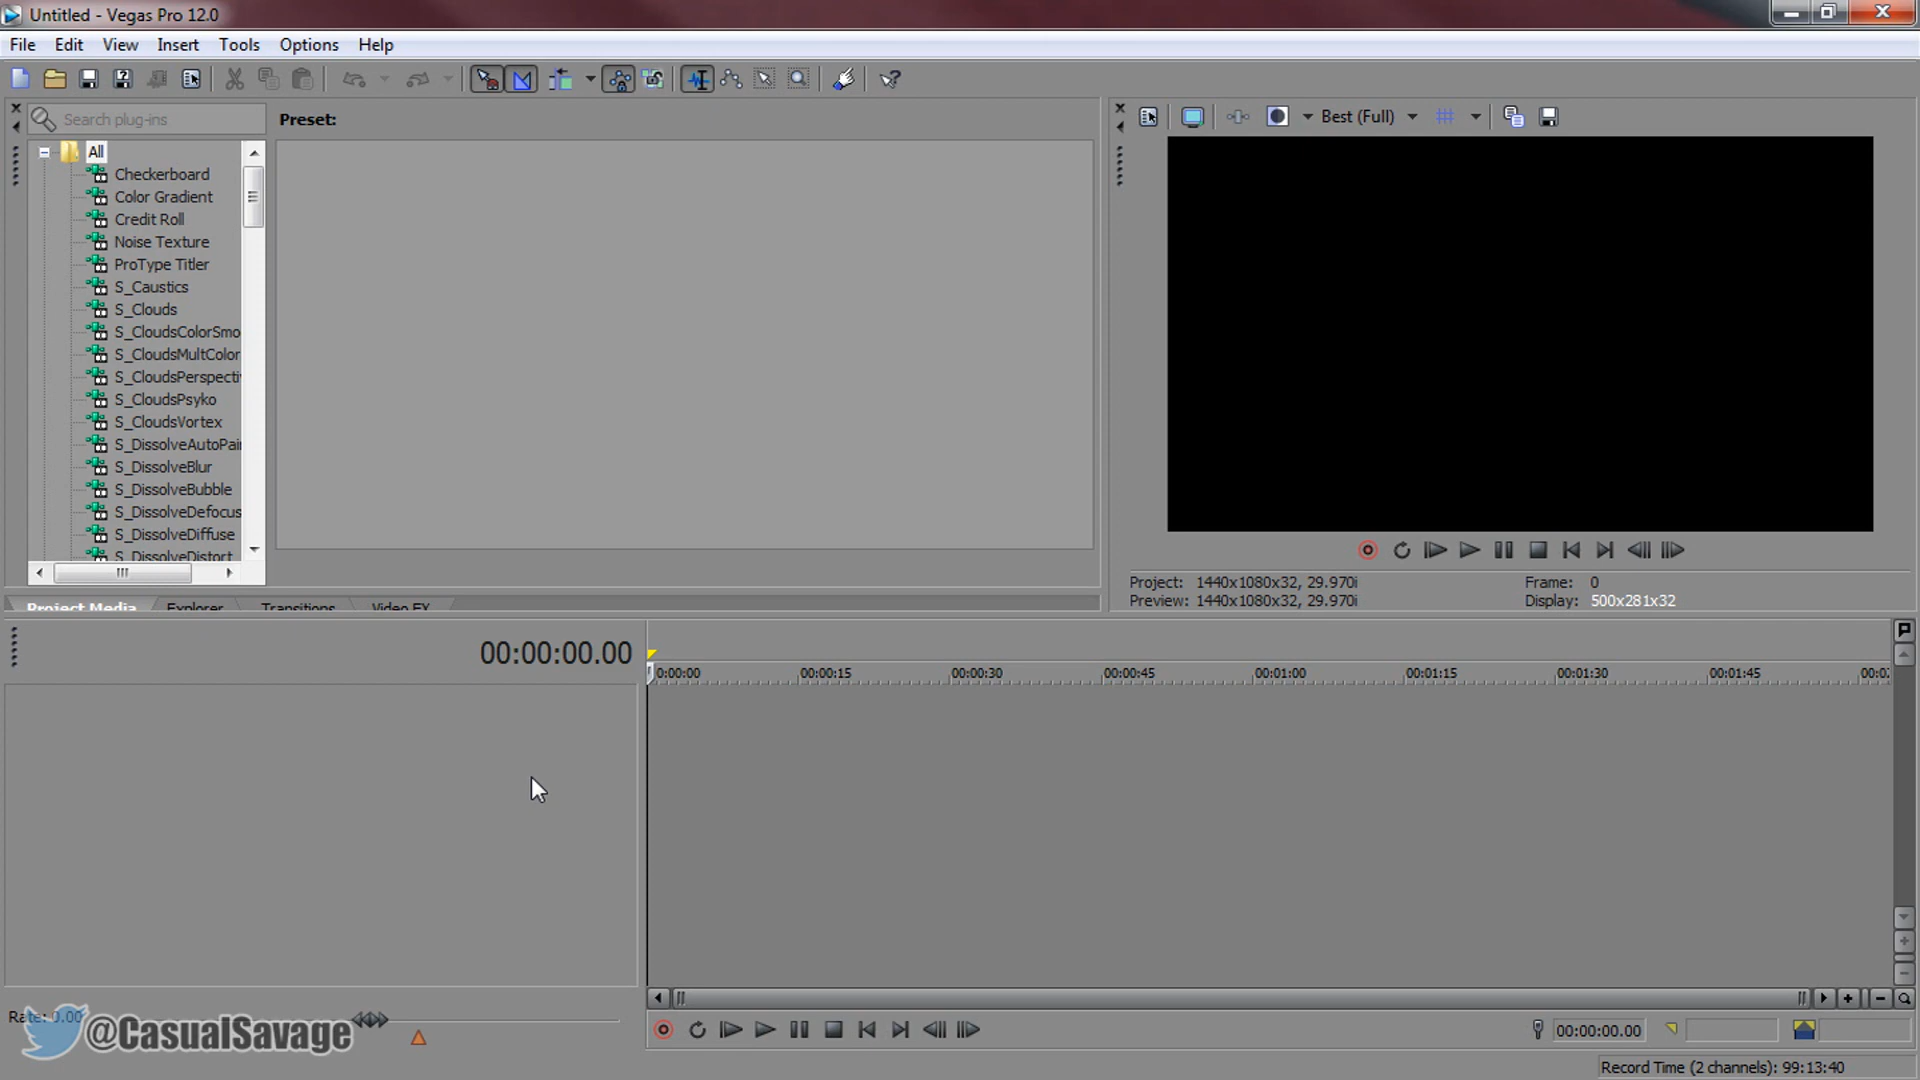 Untitled - Vegas Pro 12.0
File Edit View Insert Tools Options Help
Search plug-ins
Preset:
Best (Full)
All
Checkerboard
Color Gradient
Credit Roll
Noise Texture
ProType Titler
S_Caustics
S_Clouds
S_CloudsColorSmo
S_CloudsMultColor
S_CloudsPerspecti
S_CloudsPsyko
S_CloudsVortex
S_DissolveAutoPai
S_DissolveBlur
S_DissolveBubble
S_DissolveDefocus
S_DissolveDiffuse
S_DissolveDistort
Project: 1440x1080x32, 29.970i
Frame: 0
Preview: 1440x1080x32, 29.970i
Display: 500x281x32
Project Media Explorer Transitions Video FX
00:00:00.00
0:00:00 00:00:15 00:00:30 00:00:45 00:01:00 00:01:15 00:01:30 00:01:45 00:0
Rate: 0.00
@CasualSavage
00:00:00.00
Record Time (2 channels): 99:13:40